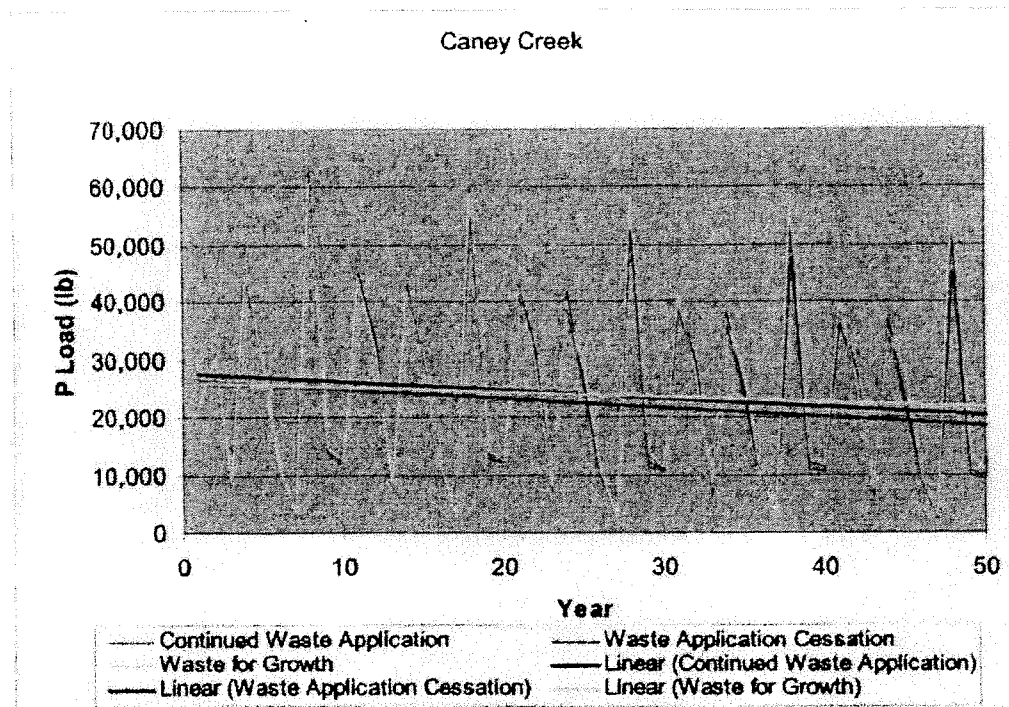 Caney Creek
70,000
60,000
50,000
40,000
30,000
20,000
10,000
0
P Load (lb)
0 10 20 30 40 50
Year
Continued Waste Application
Waste Application Cessation
Waste for Growth
Linear (Continued Waste Application)
Linear (Waste Application Cessation)
Linear (Waste for Growth)